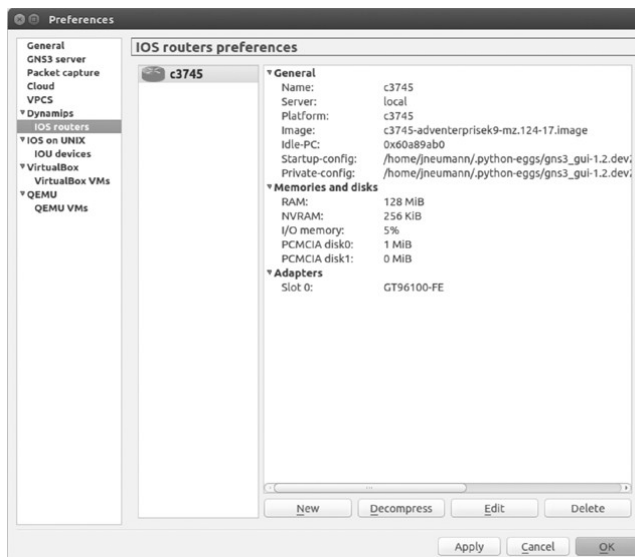 Preferences
General
GNS3 server
Packet capture
Cloud
VPCS
Dynamips
IOS routers
IOS on UNIX
IOU devices
VirtualBox
VirtualBox VMs
QEMU
QEMU VMs
IOS routers preferences
c3745
General
Name: c3745
Server: local
Platform: c3745
Image: c3745-adventerprisek9-mz.124-17.image
Idle-PC: 0x60a89ab0
Startup-config: /home/jneumann/.python-eggs/gns3_gui-1.2.dev2
Private-config: /home/jneumann/.python-eggs/gns3_gui-1.2.dev2
Memories and disks
RAM: 128 MiB
NVRAM: 256 KiB
I/O memory: 5%
PCMCIA disk0: 1 MiB
PCMCIA disk1: 0 MiB
Adapters
Slot 0: GT96100-FE
New Decompress Edit Delete
Apply Cancel OK